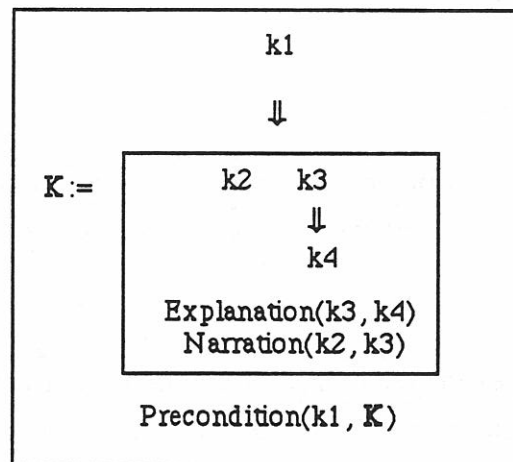 k1
⇓
K:=
k2 k3
⇓
k4
Explanation(k3, k4)
Narration(k2, k3)
Precondition(k1, K)